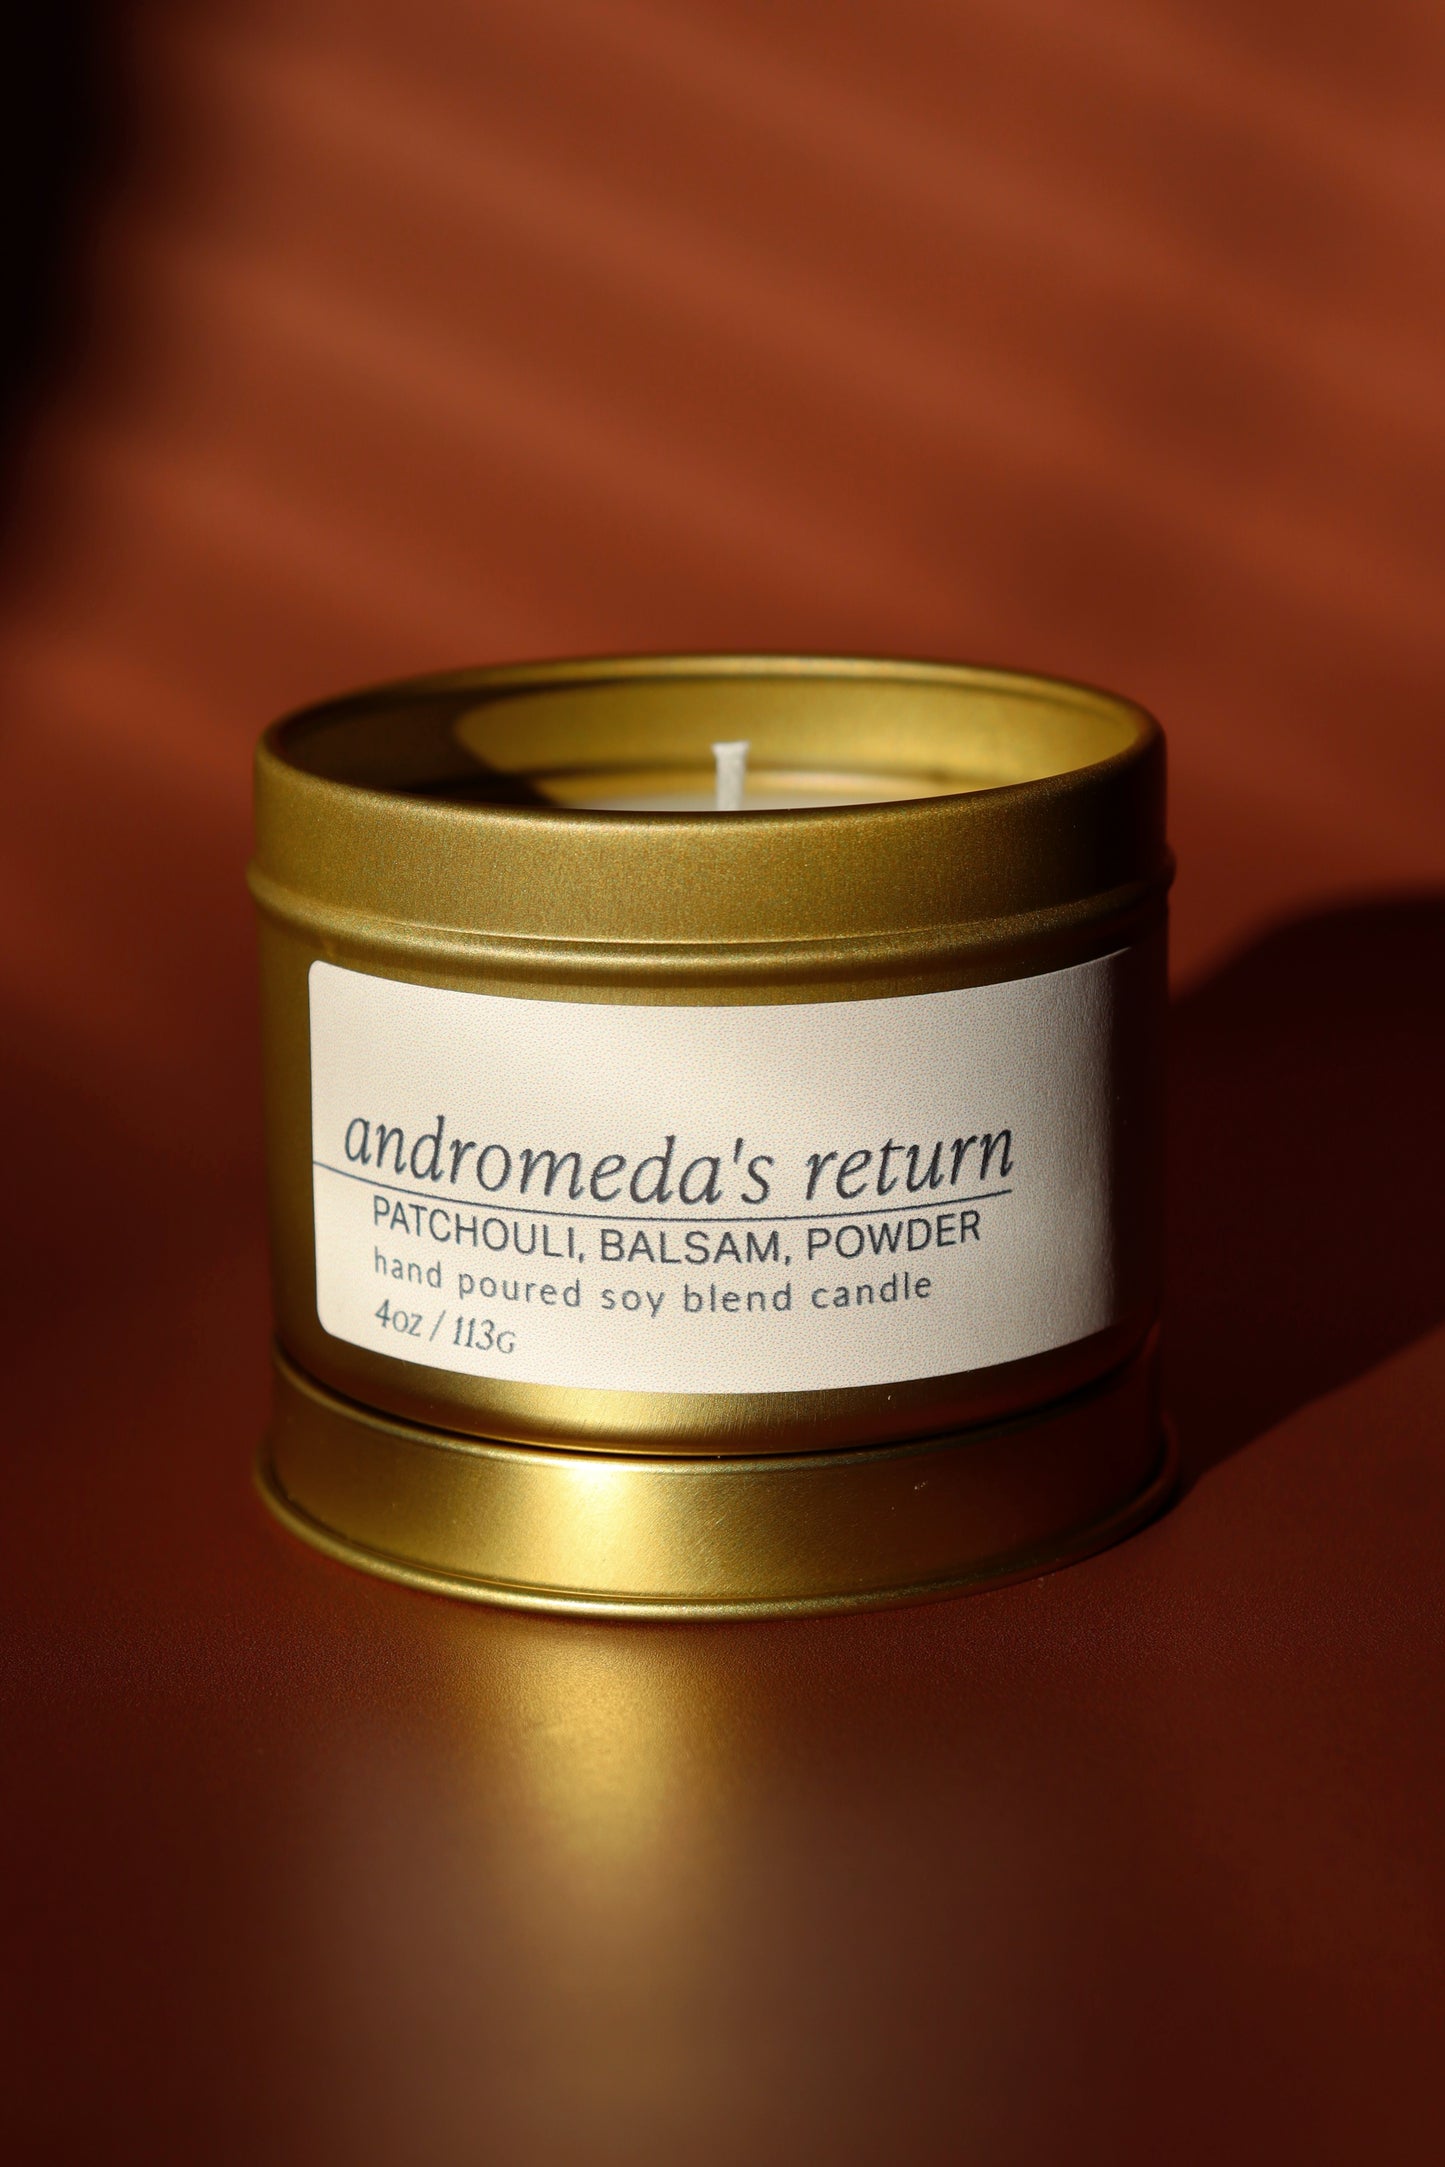 andromeda's return
PATCHOULI, BALSAM, POWDER
hand poured soy blend candle
4oz / 113G